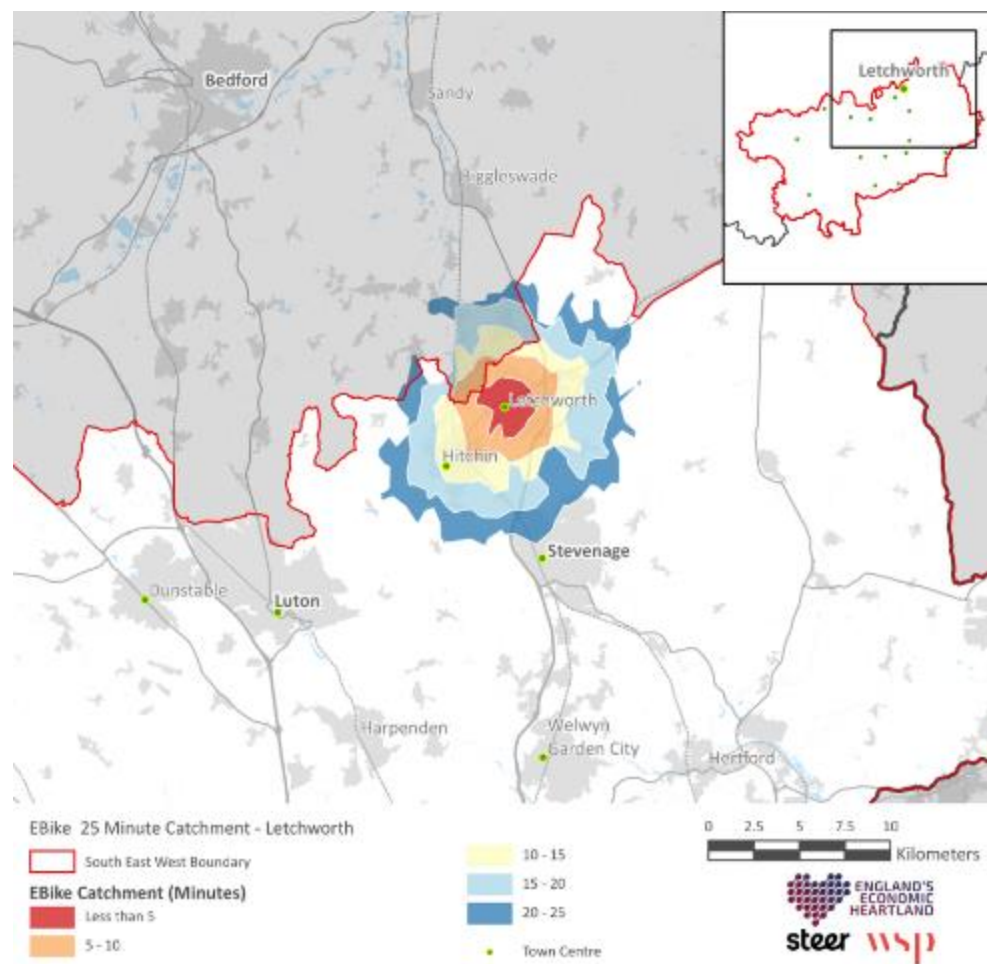 Bedford
Letchworth
Sandy
Biggleswade
Letchworth
Hitchin
Stevenage
Dunstable
Luton
Harpenden
Welwyn
Garden City
Hertford
EBike 25 Minute Catchment - Letchworth
South East West Boundary
EBike Catchment (Minutes)
Less than 5
5 - 10
10 - 15
15 - 20
20 - 25
Town Centre
0 2.5 5 7.5 10
Kilometers
ENGLAND'S
ECONOMIC
HEARTLAND
steer wsp